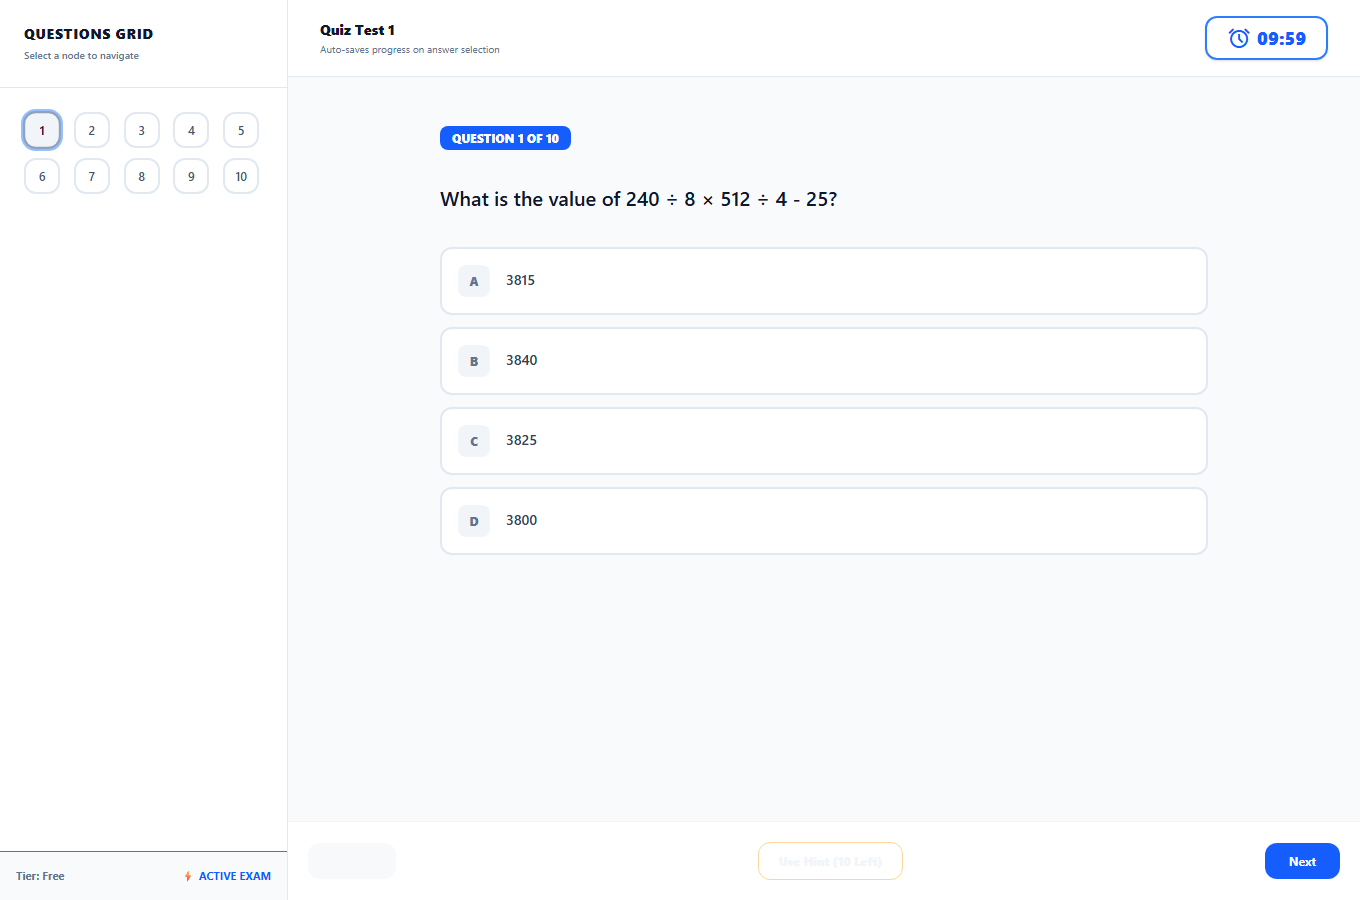 QUESTIONS GRID
Select a node to navigate
1 2 3 4 5
6 7 8 9 10
Tier: Free
ACTIVE EXAM
Quiz Test 1
Auto-saves progress on answer selection
09:59
QUESTION 1 OF 10
What is the value of 240 ÷ 8 × 512 ÷ 4 - 25?
A 3815
B 3840
C 3825
D 3800
Use Hint (10 Left)
Next